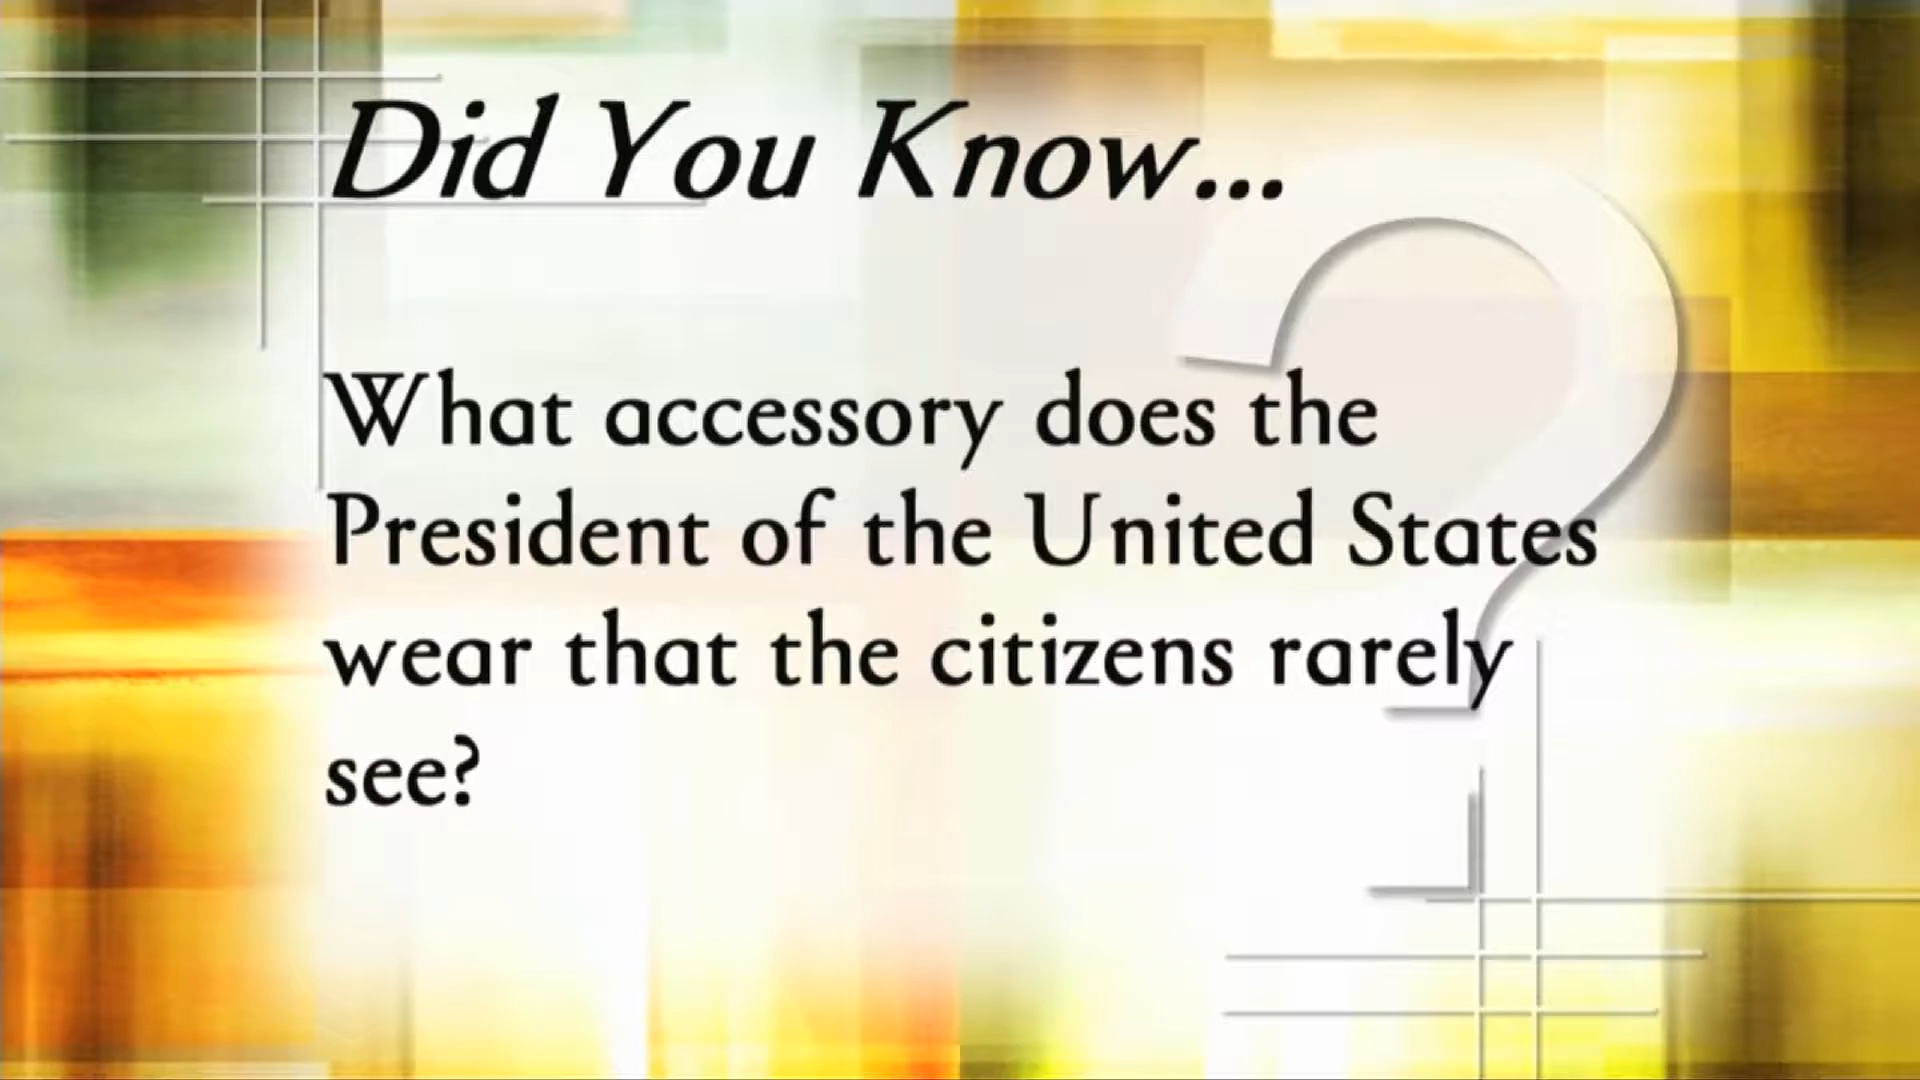 Did You Know...
What accessory does the
President of the United States
wear that the citizens rarely
see?